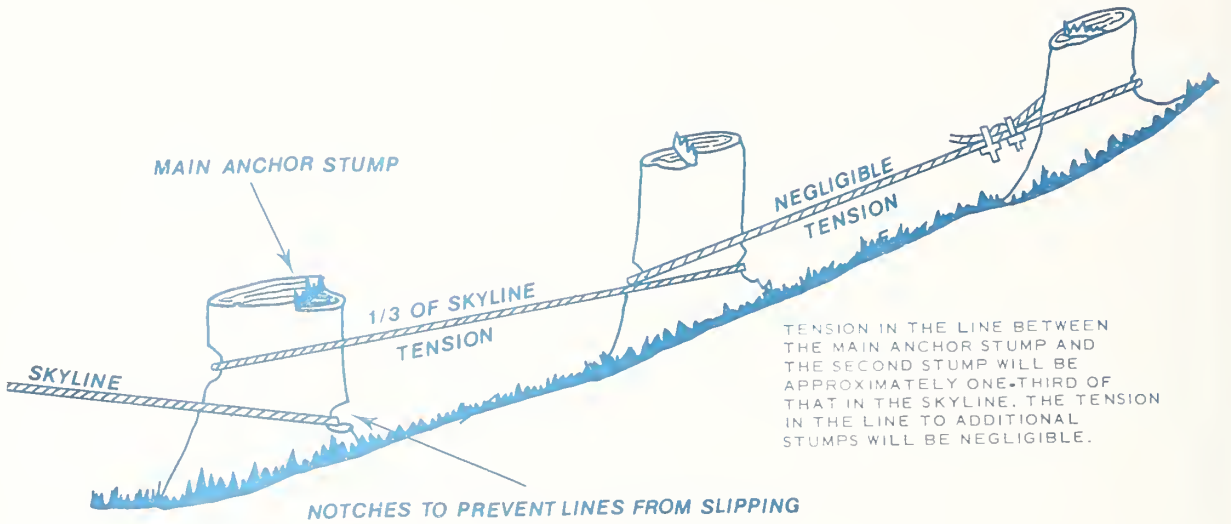 MAIN ANCHOR STUMP
NEGLIGIBLE
TENSION
1/3 OF SKYLINE
TENSION
SKYLINE
TENSION IN THE LINE BETWEEN
THE MAIN ANCHOR STUMP AND
THE SECOND STUMP WILL BE
APPROXIMATELY ONE-THIRD OF
THAT IN THE SKYLINE. THE TENSION
IN THE LINE TO ADDITIONAL
STUMPS WILL BE NEGLIGIBLE.
NOTCHES TO PREVENT LINES FROM SLIPPING